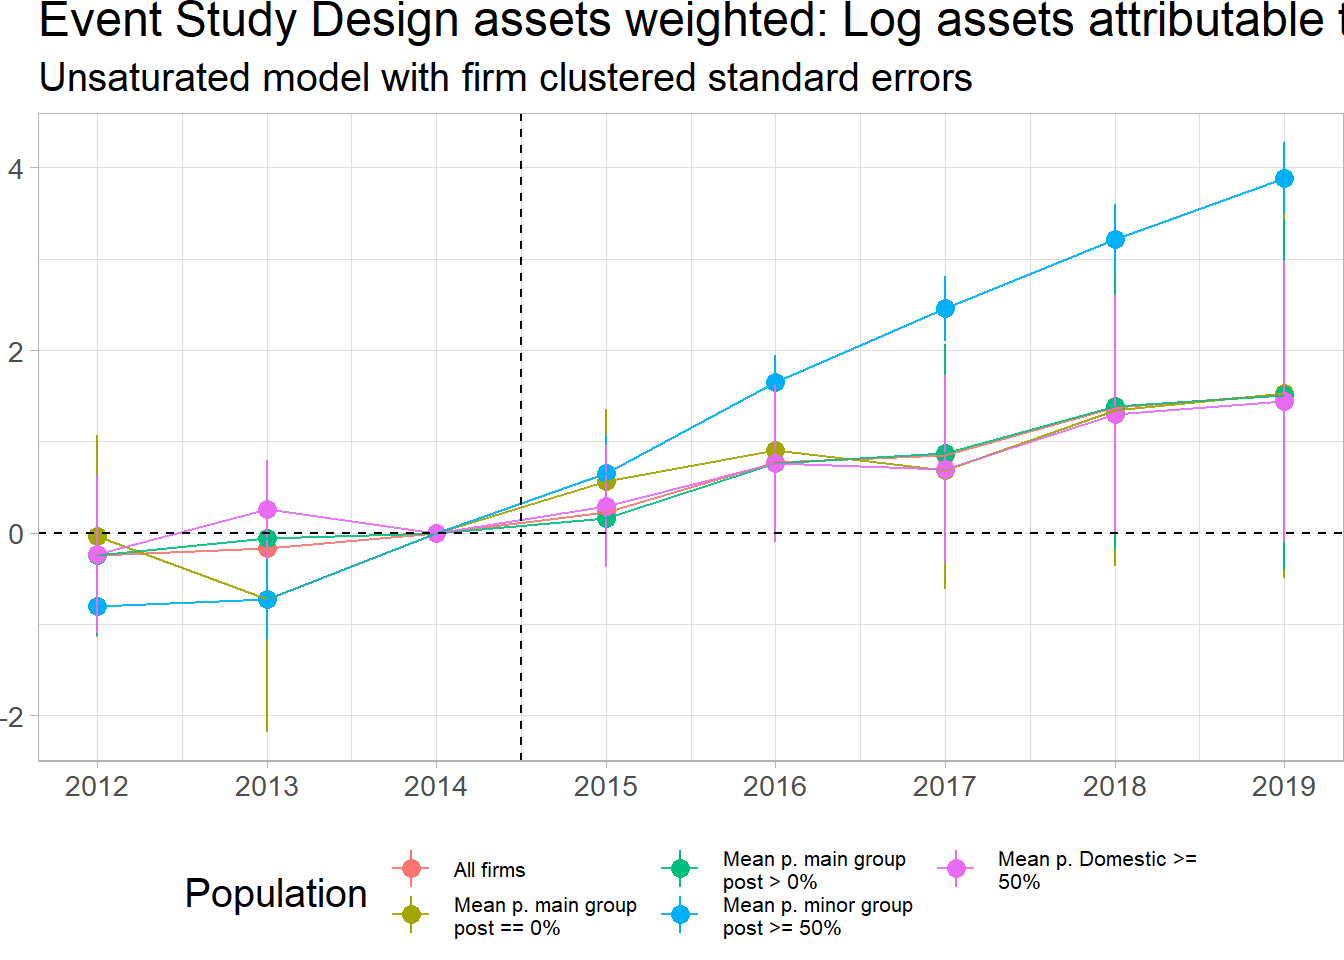 Event Study Design assets weighted: Log assets attributable
Unsaturated model with firm clustered standard errors
4
2
0
-2
2012 2013 2014 2015 2016 2017 2018 2019
Population
All firms
Mean p. main group
post == 0%
Mean p. main group
post > 0%
Mean p. minor group
post >= 50%
Mean p. Domestic >=
50%